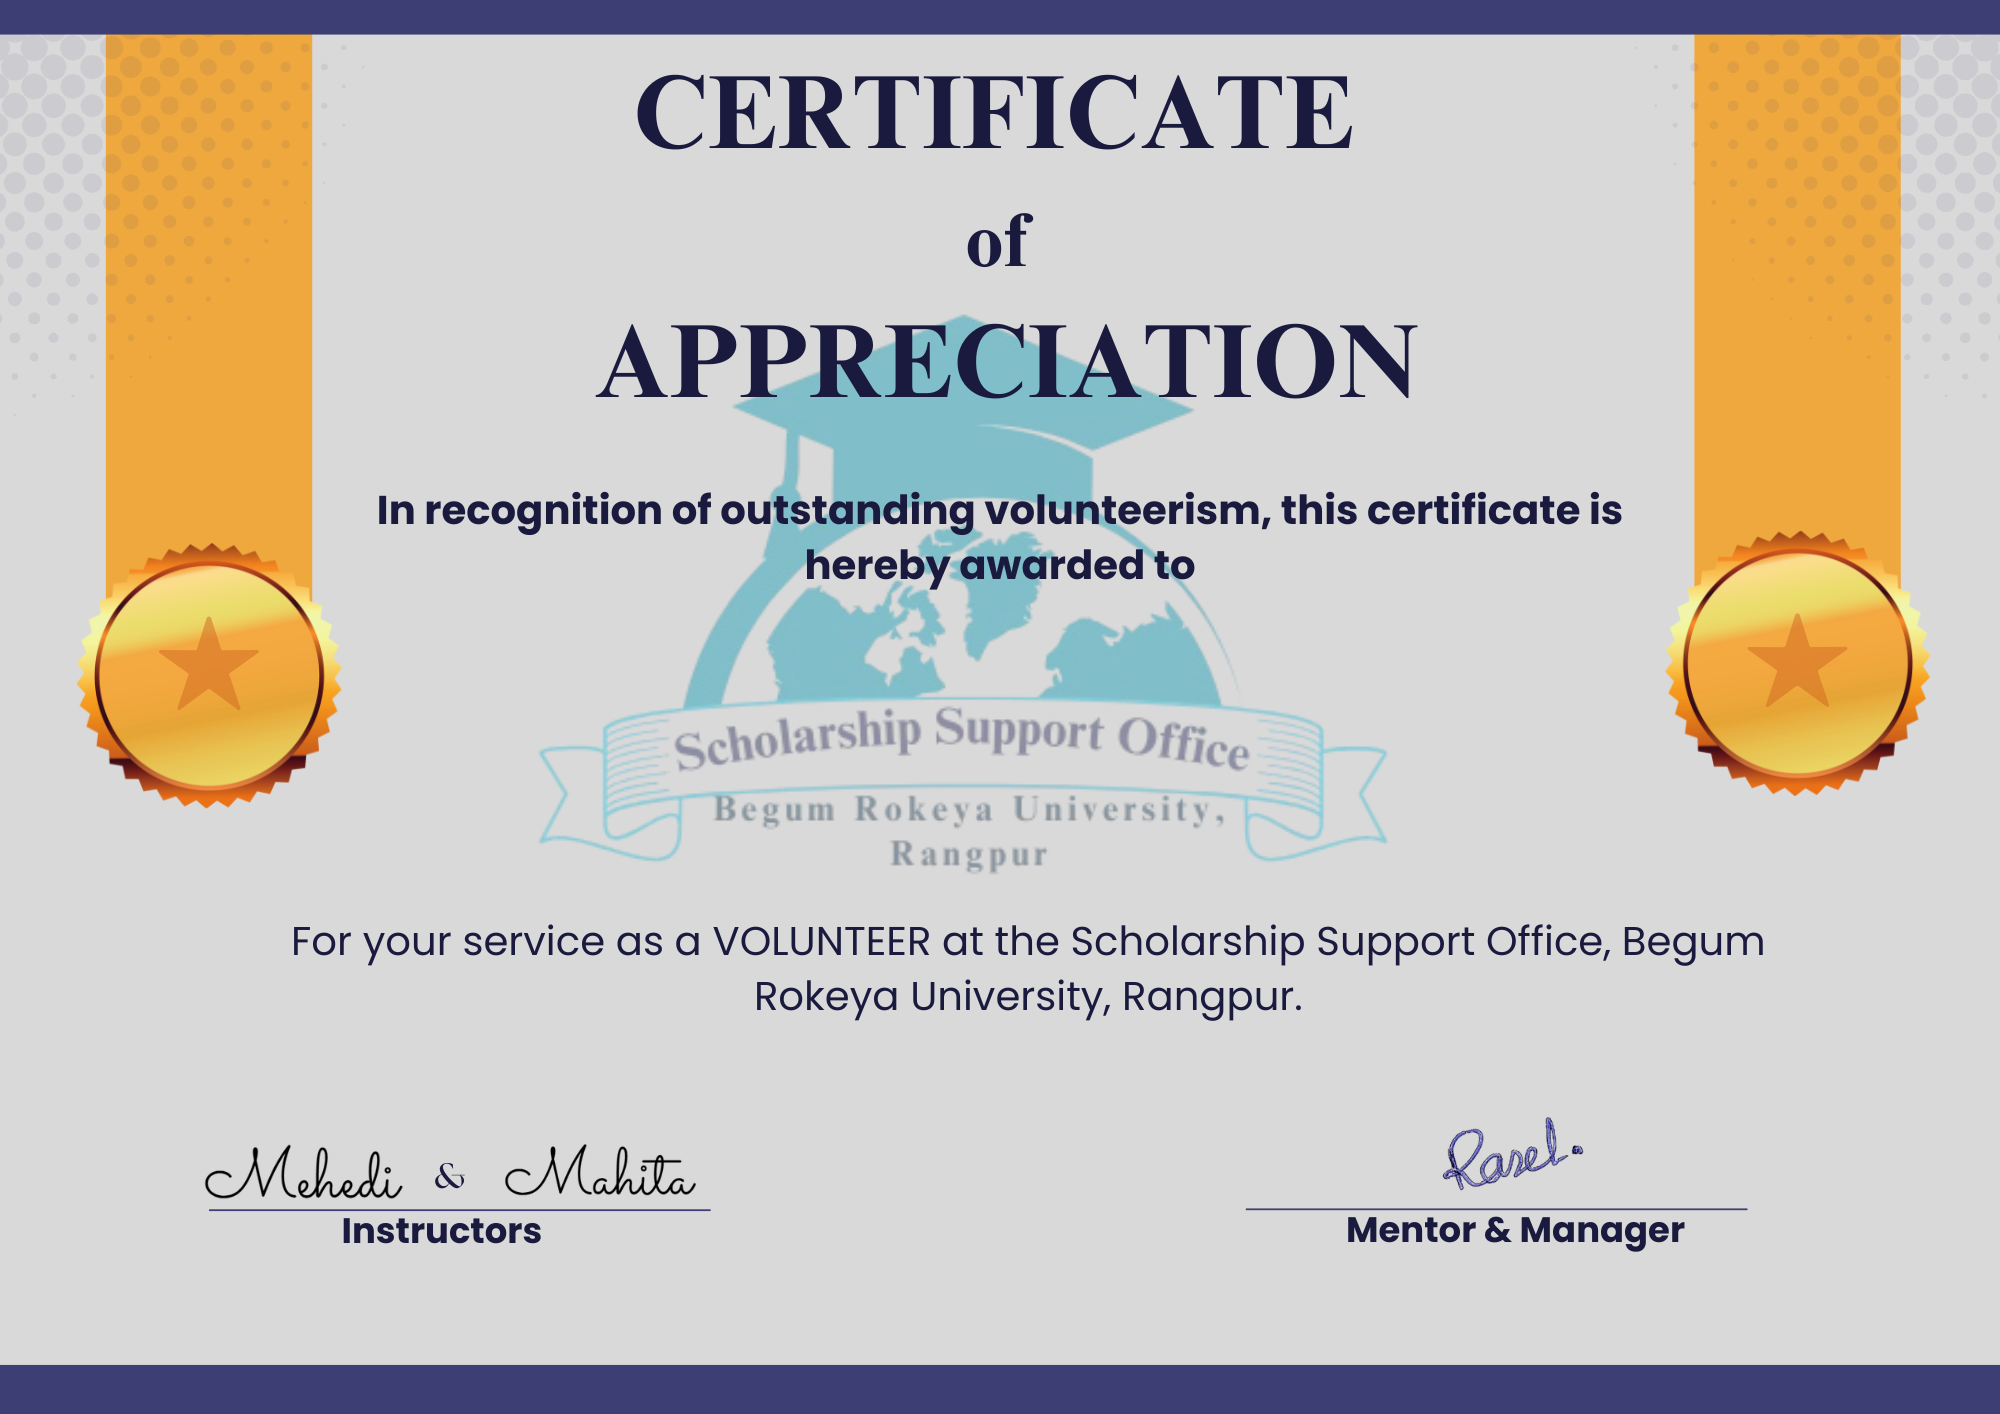 CERTIFICATE
of
APPRECIATION
In recognition of outstanding volunteerism, this certificate is
hereby awarded to
Scholarship Support Office
Begum Rokeya University,
Rangpur
For your service as a VOLUNTEER at the Scholarship Support Office, Begum
Rokeya University, Rangpur.
Mehedi & Mahita
Instructors
Rasel.
Mentor & Manager